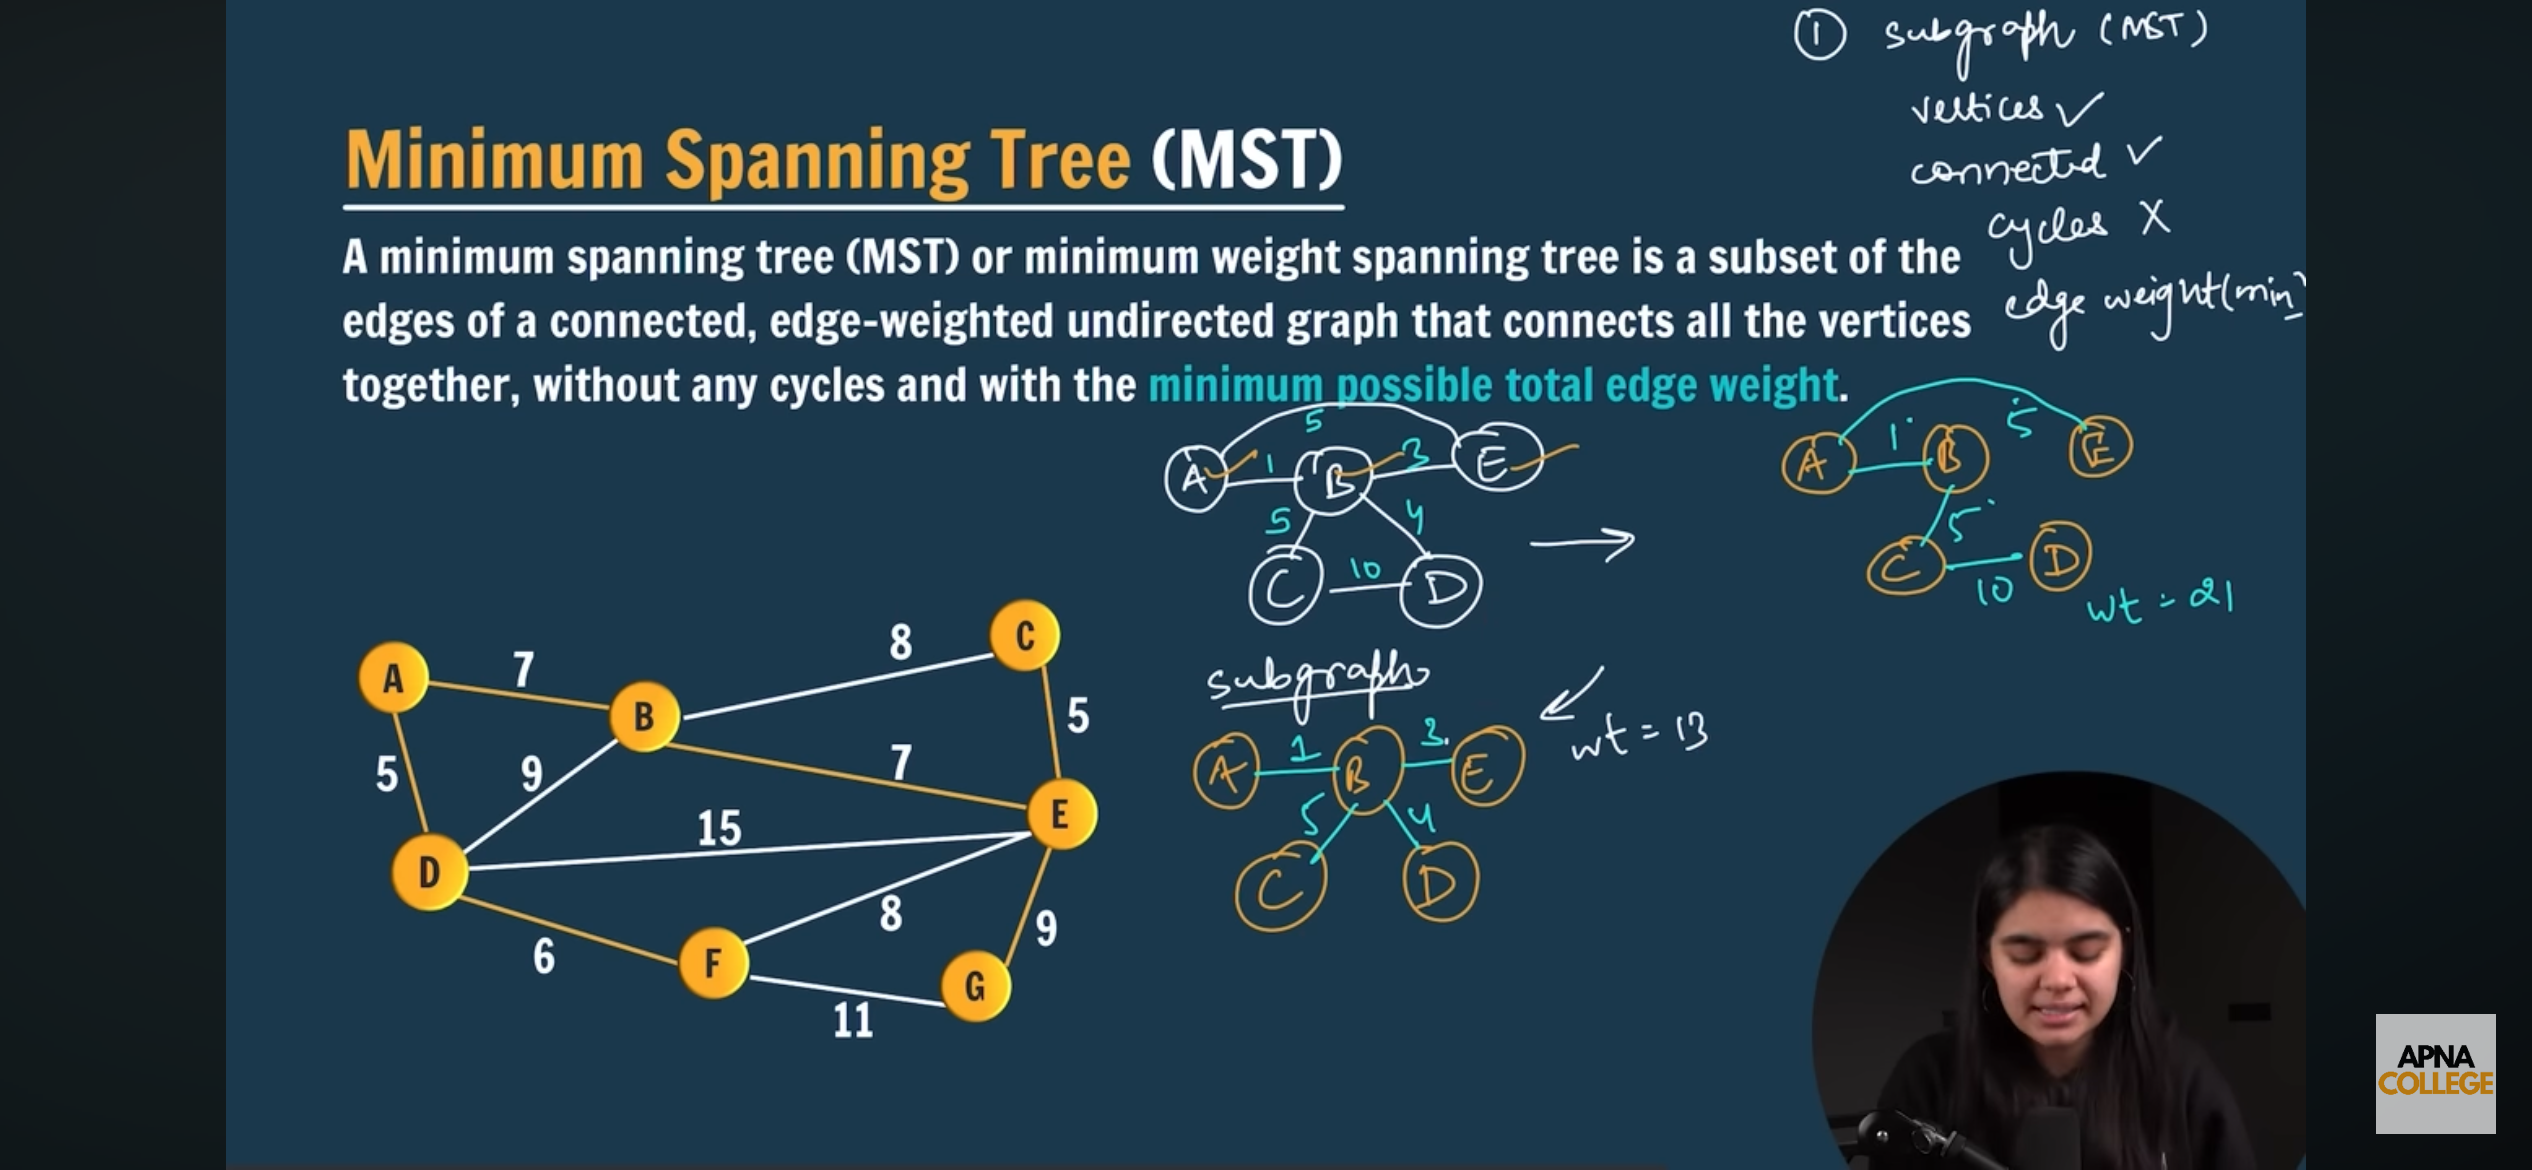 ① subgraph (MST)
vertices ✓
connected ✓
cycles X
edge weight (min)
Minimum Spanning Tree (MST)
A minimum spanning tree (MST) or minimum weight spanning tree is a subset of the
edges of a connected, edge-weighted undirected graph that connects all the vertices
together, without any cycles and with the minimum possible total edge weight.
5
A 1 B 3 E
5 4
C 10 D
A 1 B 5 E
5
C 10 D
wt = 21
subgraph
A 1 B 3 E
wt = 13
5 4
C D
A 7 B 8 C
5 9 7 5
D 15 E
6 F 8 9
11 G
APNA
COLLEGE